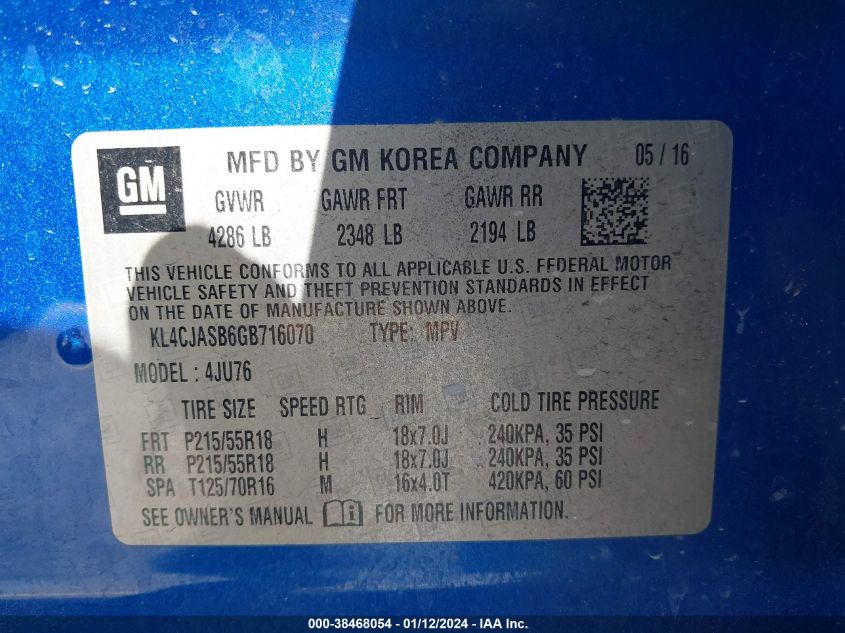 GM
MFD BY GM KOREA COMPANY 05 / 16
GVWR GAWR FRT GAWR RR
4286 LB 2348 LB 2194 LB
THIS VEHICLE CONFORMS TO ALL APPLICABLE U.S. FEDERAL MOTOR
VEHICLE SAFETY AND THEFT PREVENTION STANDARDS IN EFFECT
ON THE DATE OF MANUFACTURE SHOWN ABOVE.
KL4CJASB6GB716070 TYPE: MPV
MODEL : 4JU76
TIRE SIZE SPEED RTG RIM COLD TIRE PRESSURE
FRT P215/55R18 H 18x7.0J 240KPA, 35 PSI
RR P215/55R18 H 18x7.0J 240KPA, 35 PSI
SPA T125/70R16 M 16x4.0T 420KPA, 60 PSI
SEE OWNER'S MANUAL FOR MORE INFORMATION.
000-38468054 - 01/12/2024 - IAA, Inc.